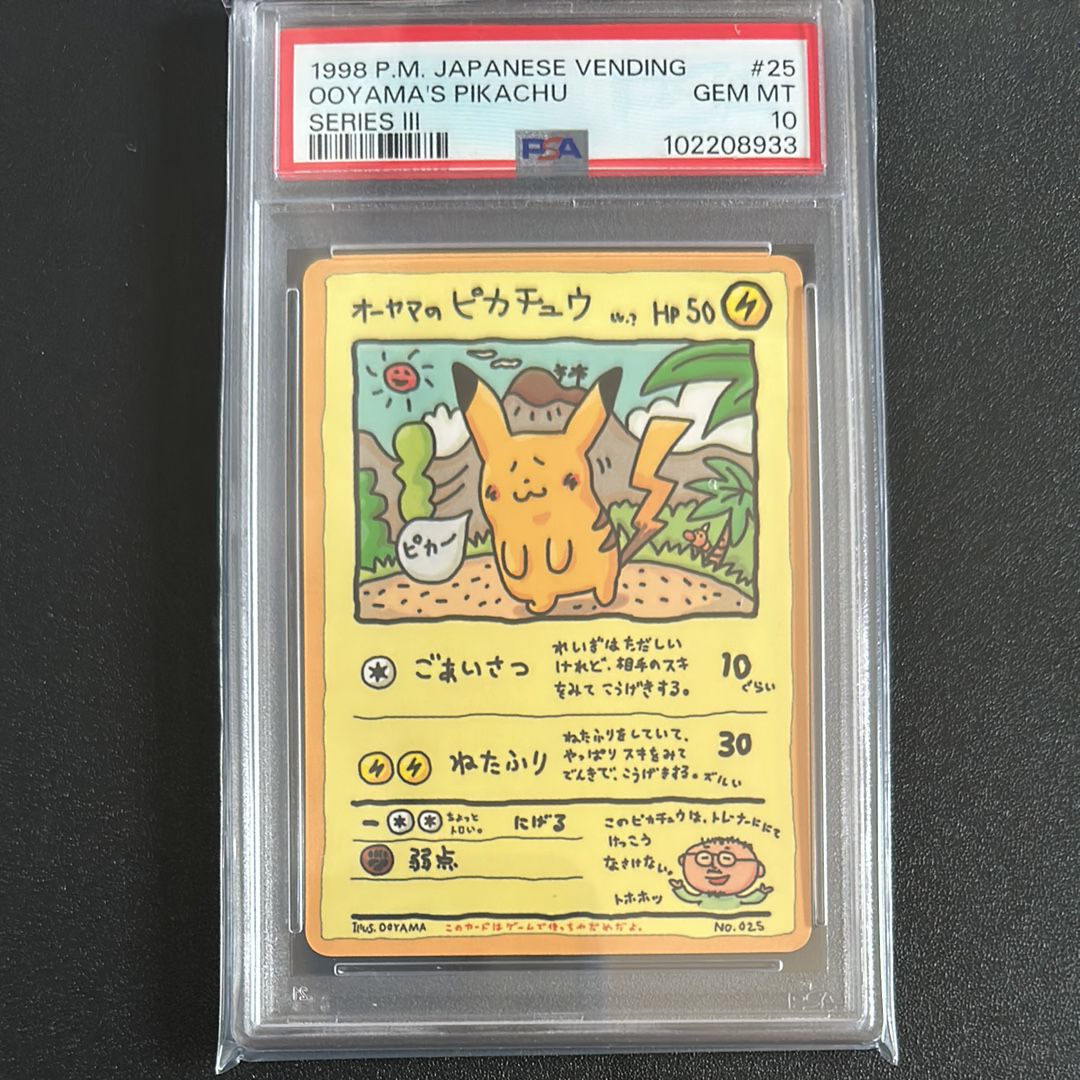 1998 P.M. JAPANESE VENDING #25
OOYAMA'S PIKACHU GEM MT
SERIES III 10
PSA 102208933
オーヤマの ピカチュウ LV.? HP 50
ピカー
ごあいさつ
れいぎはただしい
けれど、相手のスキ
をみて こうげきする。
10
ぐらい
ねたふり
ねたふりをしていて、
やっぱり スキをみて
でんきで、こうげきする。ズルい
30
ー
ちょっと
トロい。
にげる
弱点
このピカチュウは、トレーナーににて
けっこう
なさけない。
トホホッ
Illus. OOYAMA このカードはゲームで使っちゃだめだよ。 NO. 025
PSA